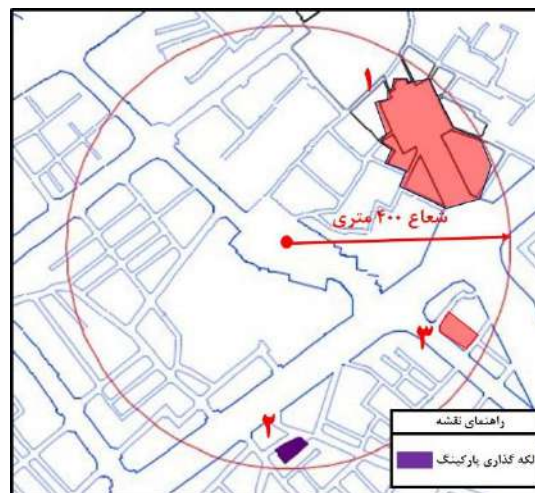 ۱
شعاع ۴۰۰ متری
۳
۲
راهنمای نقشه
لکه گذاری پارکینگ